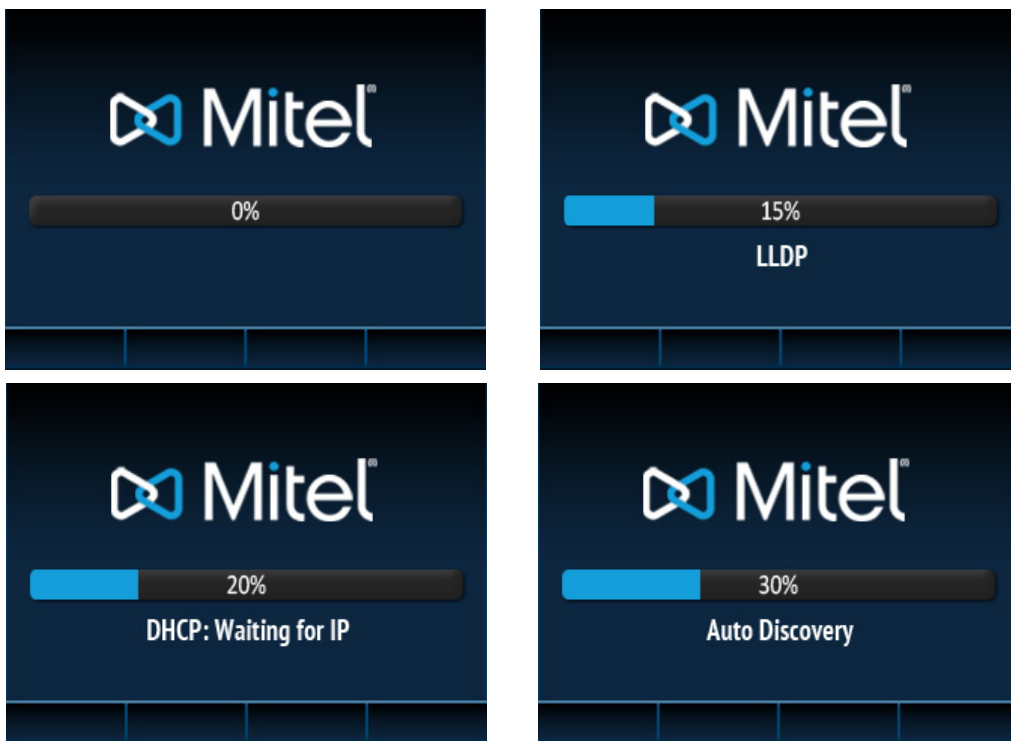 Mitel
0%
Mitel
15%
LLDP
Mitel
20%
DHCP: Waiting for IP
Mitel
30%
Auto Discovery